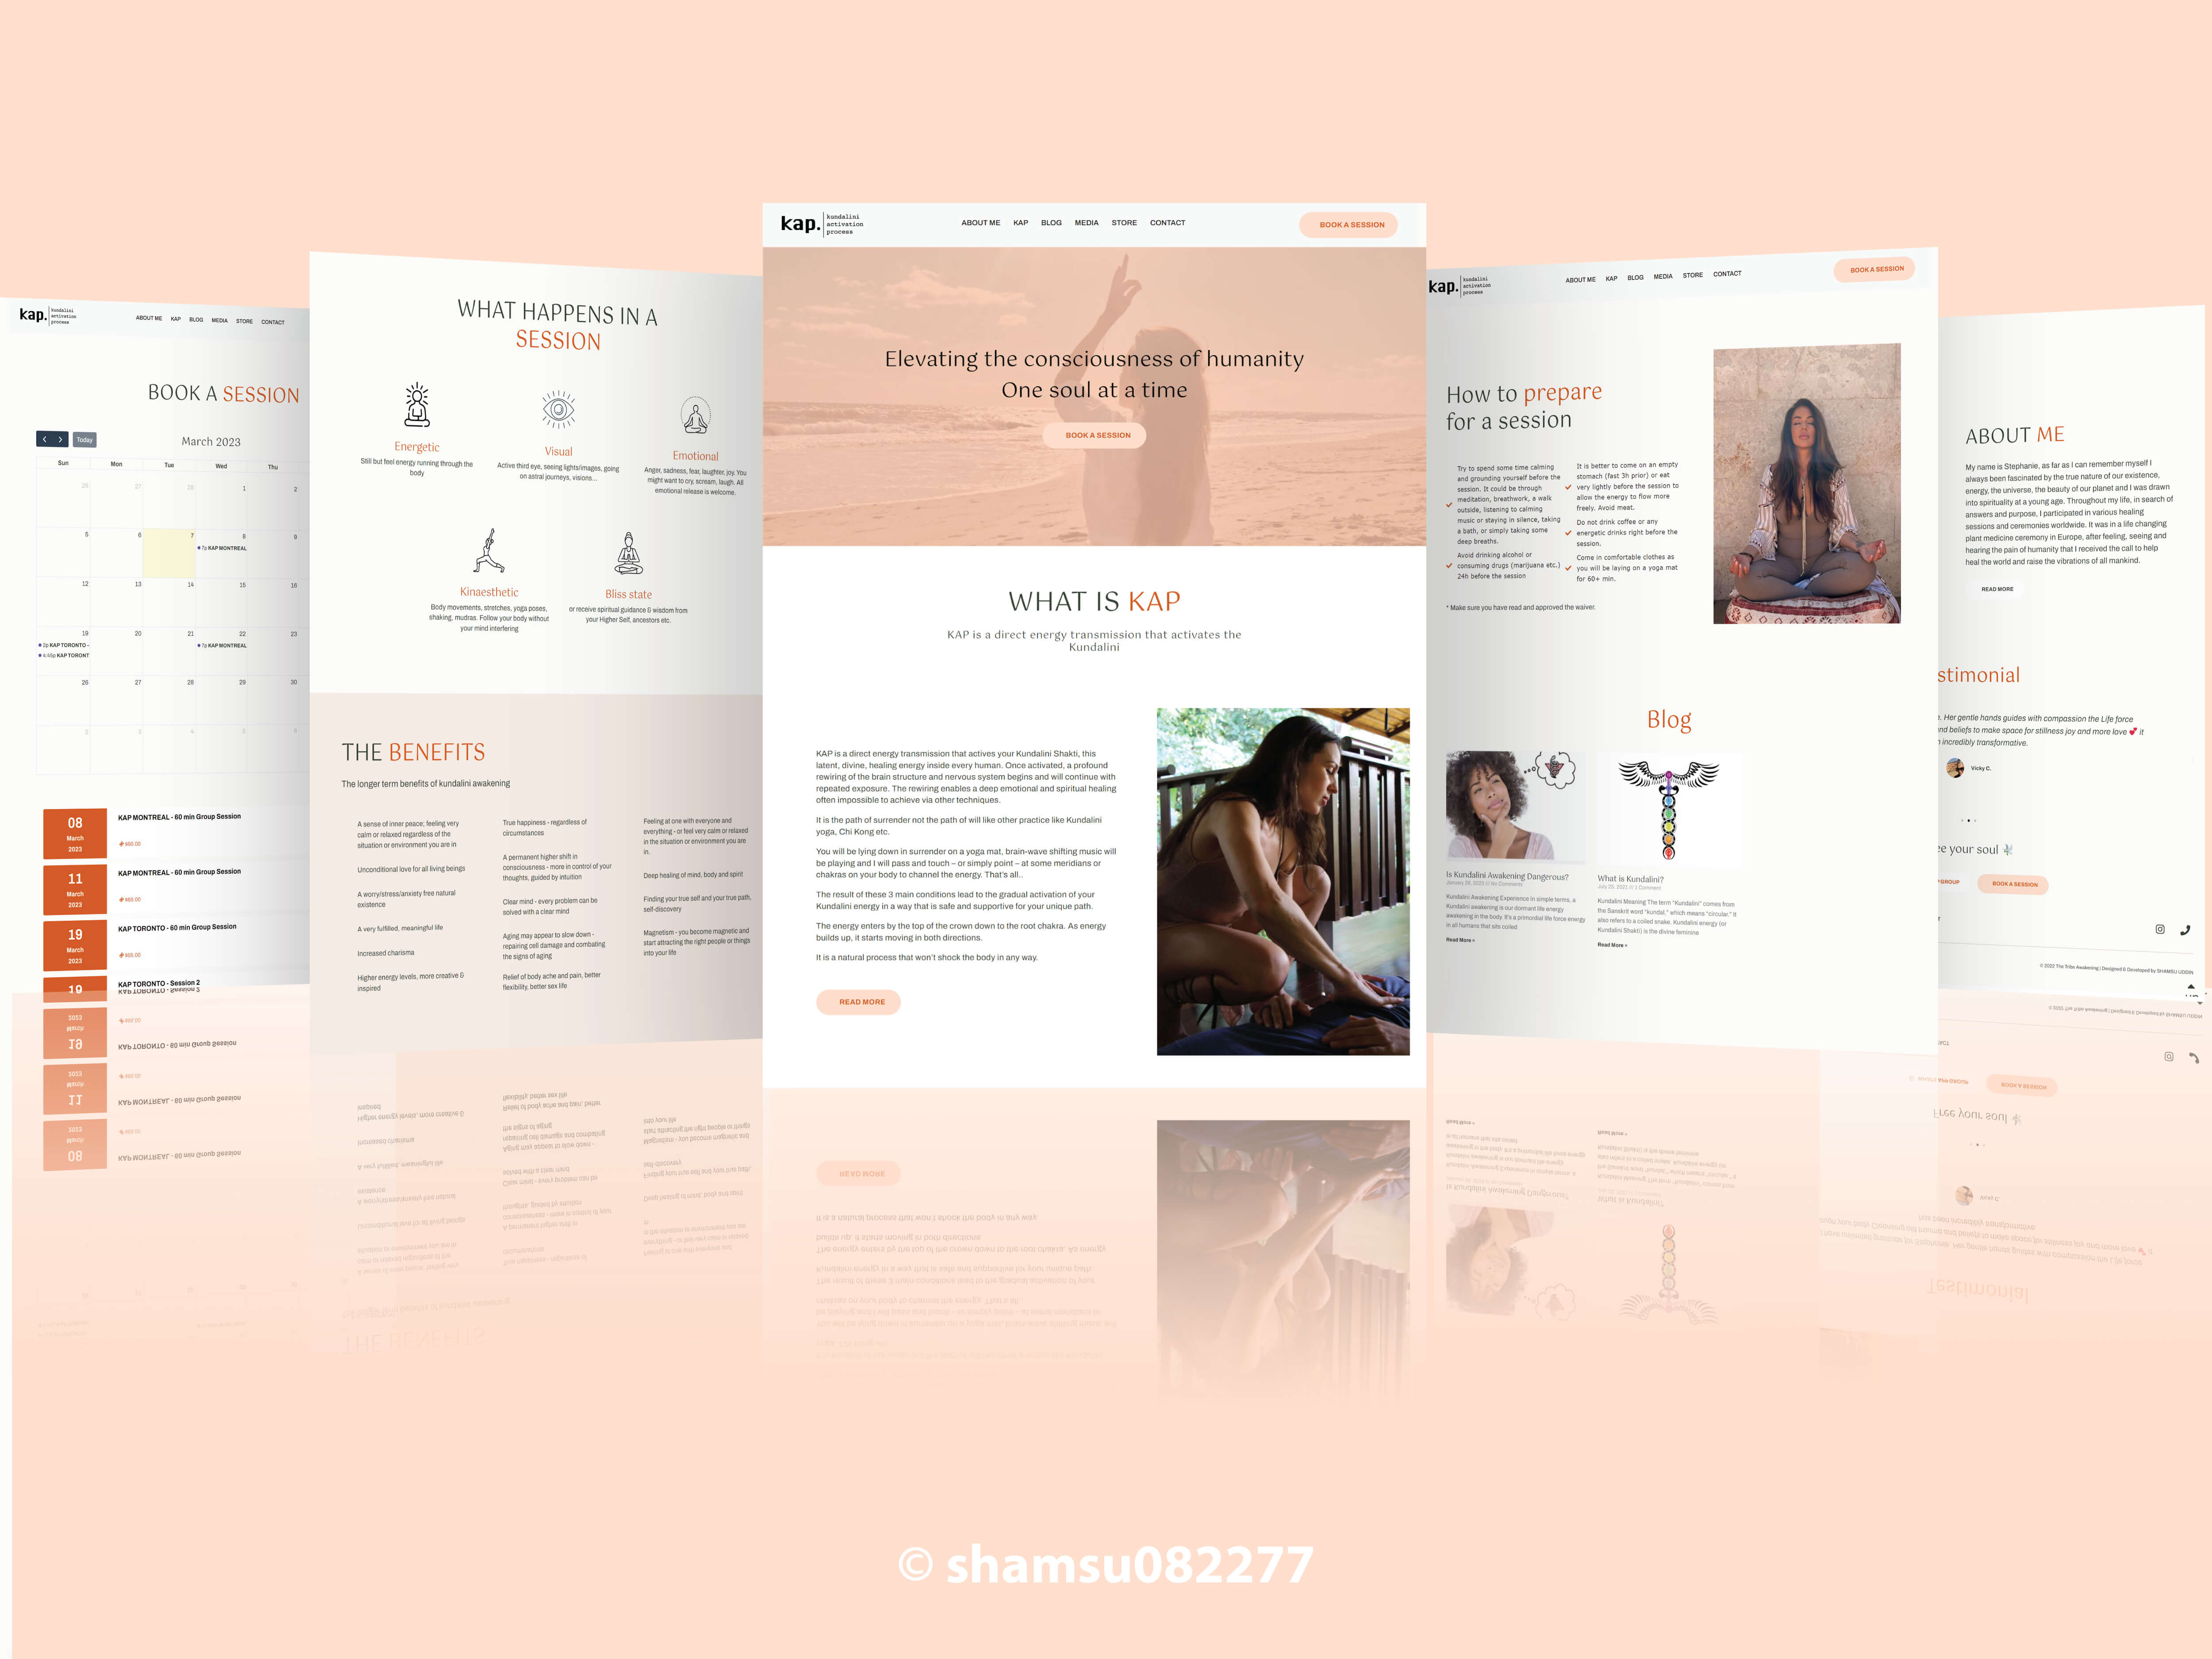 kap.
kundalini
activation
process
ABOUT ME KAP BLOG MEDIA STORE CONTACT
BOOK A SESSION
March 2023
Today
Sun Mon Tue Wed Thu
26 27 28 1 2
5 6 7 8 9
7p KAP MONTREAL
12 13 14 15 16
19 20 21 22 23
2p KAP TORONTO -
4:45p KAP TORONT
7p KAP MONTREAL
26 27 28 29 30
2 3 4 5 6
08
March
2023
KAP MONTREAL - 60 min Group Session
11
March
2023
KAP MONTREAL - 60 min Group Session
19
March
2023
KAP TORONTO - 60 min Group Session
19
KAP TORONTO - Session 2
WHAT HAPPENS IN A
SESSION
Energetic
Still but feel energy running through the
body
Visual
Active third eye, seeing lights/images, going
on astral journeys, visions...
Emotional
Anger, sadness, fear, laughter, joy. You
might want to cry, scream, laugh. All
emotional release is welcome.
Kinaesthetic
Body movements, stretches, yoga poses,
shaking, mudras. Follow your body without
your mind interfering
Bliss state
or receive spiritual guidance & wisdom from
your Higher Self, ancestors etc.
THE BENEFITS
The longer term benefits of kundalini awakening
A sense of inner peace; feeling very
calm or relaxed regardless of the
situation or environment you are in
Unconditional love for all living beings
A worry/stress/anxiety free natural
existence
A very fulfilled, meaningful life
Increased charisma
Higher energy levels, more creative &
inspired
True happiness - regardless of
circumstances
A permanent higher shift in
consciousness - more in control of your
thoughts, guided by intuition
Clear mind - every problem can be
solved with a clear mind
Aging may appear to slow down -
repairing cell damage and combating
the signs of aging
Relief of body ache and pain, better
flexibility, better sex life
Feeling at one with everyone and
everything - or feel very calm or relaxed
in the situation or environment you are
in.
Deep healing of mind, body and spirit
Finding your true self and your true path,
self-discovery
Magnetism - you become magnetic and
start attracting the right people or things
into your life
kap.
kundalini
activation
process
ABOUT ME KAP BLOG MEDIA STORE CONTACT
BOOK A SESSION
Elevating the consciousness of humanity
One soul at a time
BOOK A SESSION
WHAT IS KAP
KAP is a direct energy transmission that activates the
Kundalini
KAP is a direct energy transmission that actives your Kundalini Shakti, this
latent, divine, healing energy inside every human. Once activated, a profound
rewiring of the brain structure and nervous system begins and will continue with
repeated exposure. The rewiring enables a deep emotional and spiritual healing
often impossible to achieve via other techniques.
It is the path of surrender not the path of will like other practice like Kundalini
yoga, Chi Kong etc.
You will be lying down in surrender on a yoga mat, brain-wave shifting music will
be playing and I will pass and touch – or simply point – at some meridians or
chakras on your body to channel the energy. That's all..
The result of these 3 main conditions lead to the gradual activation of your
Kundalini energy in a way that is safe and supportive for your unique path.
The energy enters by the top of the crown down to the root chakra. As energy
builds up, it starts moving in both directions.
It is a natural process that won't shock the body in any way.
READ MORE
kap.
kundalini
activation
process
ABOUT ME KAP BLOG MEDIA STORE CONTACT
BOOK A SESSION
How to prepare
for a session
Try to spend some time calming
and grounding yourself before the
session. It could be through
meditation, breathwork, a walk
outside, listening to calming
music or staying in silence, taking
a bath, or simply taking some
deep breaths.
Avoid drinking alcohol or
consuming drugs (marijuana etc.)
24h before the session
It is better to come on an empty
stomach (fast 3h prior) or eat
very lightly before the session to
allow the energy to flow more
freely. Avoid meat.
Do not drink coffee or any
energetic drinks right before the
session.
Come in comfortable clothes as
you will be laying on a yoga mat
for 60+ min.
* Make sure you have read and approved the waiver.
Blog
Is Kundalini Awakening Dangerous?
January 28, 2023 /// No Comments
Kundalini Awakening Experience In simple terms, a
Kundalini awakening is our dormant life energy
awakening in the body. It's a primordial life force energy
in all humans that sits coiled
Read More »
What is Kundalini?
July 25, 2021 /// 1 Comment
Kundalini Meaning The term "Kundalini" comes from
the Sanskrit word "kundal," which means "circular." It
also refers to a coiled snake. Kundalini energy (or
Kundalini Shakti) is the divine feminine
Read More »
ABOUT ME
My name is Stephanie, as far as I can remember myself I
always been fascinated by the true nature of our existence,
energy, the universe, the beauty of our planet and I was drawn
into spirituality at a young age. Throughout my life, in search of
answers and purpose, I participated in various healing
sessions and ceremonies worldwide. It was in a life changing
plant medicine ceremony in Europe, after feeling, seeing and
hearing the pain of humanity that I received the call to help
heal the world and raise the vibrations of all mankind.
READ MORE
stimonial
. Her gentle hands guides with compassion the Life force
nd beliefs to make space for stillness joy and more love 💕 it
incredibly transformative.
Vicky C.
ee your soul
GROUP
BOOK A SESSION
© 2022 The Tribe Awakening | Designed & Developed by SHAMSU UDDIN
© shamsu082277